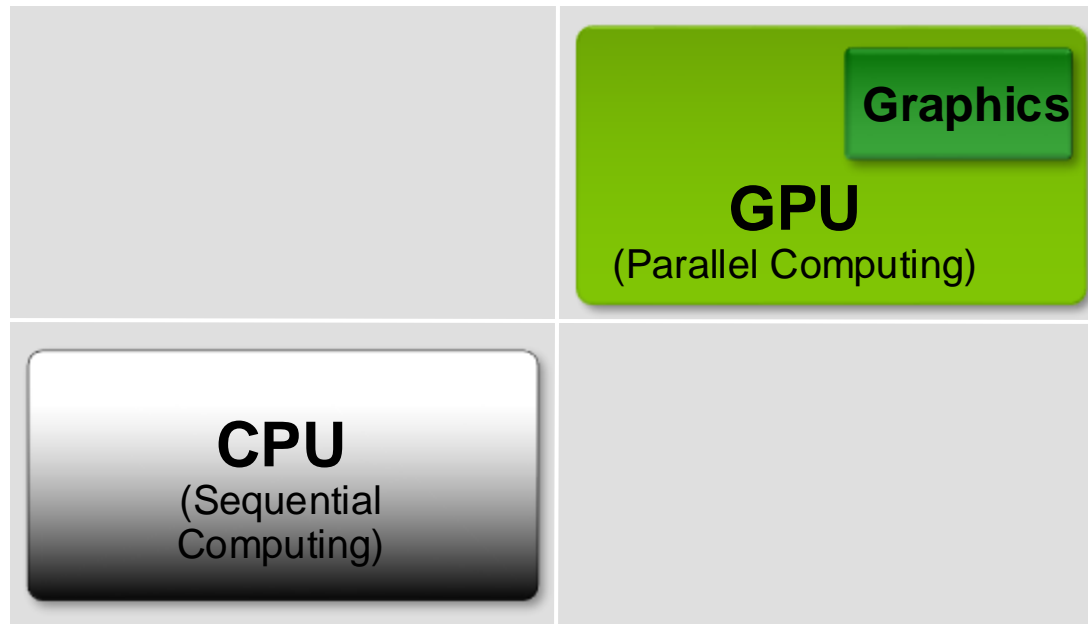 Graphics
GPU
(Parallel Computing)
CPU
(Sequential
Computing)